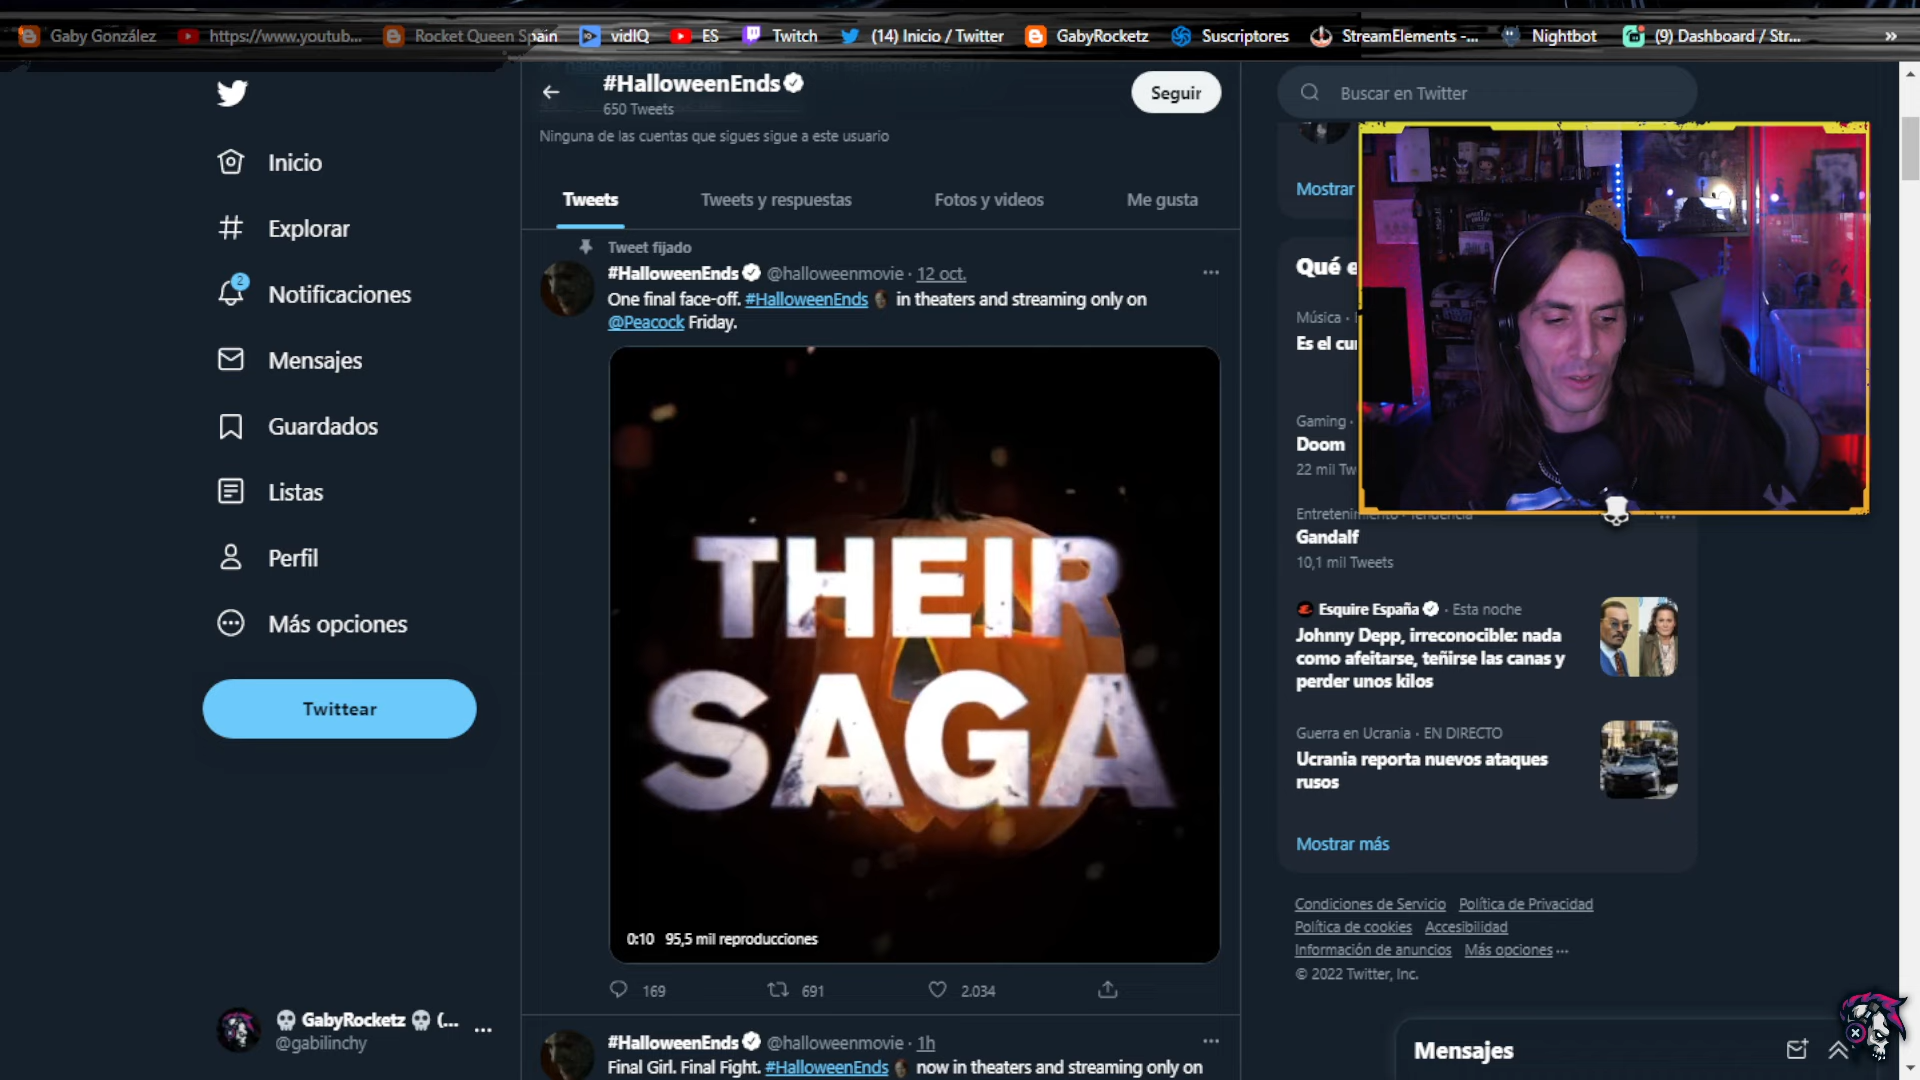 Gaby González
https://www.youtub...
Rocket Queen Spain
vidIQ
ES
Twitch
(14) Inicio / Twitter
GabyRocketz
Suscriptores
StreamElements -...
Nightbot
(9) Dashboard / Str...
»
#HalloweenEnds
650 Tweets
Seguir
Buscar en Twitter
Ninguna de las cuentas que sigues sigue a este usuario
Inicio
Explorar
2
Notificaciones
Mensajes
Guardados
Listas
Perfil
Más opciones
Twittear
GabyRocketz (...
@gabilinchy
Tweets
Tweets y respuestas
Fotos y videos
Me gusta
Tweet fijado
#HalloweenEnds @halloweenmovie · 12 oct.
One final face-off. #HalloweenEnds in theaters and streaming only on
@Peacock Friday.
THEIR
SAGA
0:10 95,5 mil reproducciones
169
691
2.034
#HalloweenEnds @halloweenmovie · 1h
Final Girl. Final Fight. #HalloweenEnds now in theaters and streaming only on
Mostrar
Qué e
Música ·
Es el cu
Gaming ·
Doom
22 mil Tw
Entretenimiento · Tendencia
Gandalf
10,1 mil Tweets
Esquire España · Esta noche
Johnny Depp, irreconocible: nada
como afeitarse, teñirse las canas y
perder unos kilos
Guerra en Ucrania · EN DIRECTO
Ucrania reporta nuevos ataques
rusos
Mostrar más
Condiciones de Servicio Política de Privacidad
Política de cookies Accesibilidad
Información de anuncios Más opciones ···
© 2022 Twitter, Inc.
Mensajes